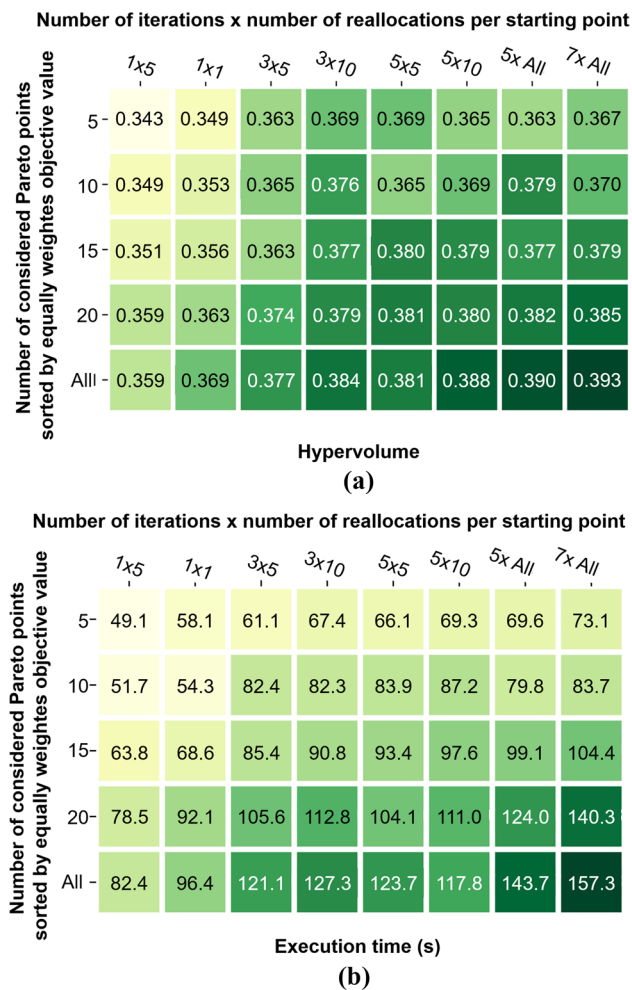 Number of iterations x number of reallocations per starting point
1x5 1x1 3x5 3x10 5x5 5x10 5x All 7x All
Number of considered Pareto points
sorted by equally weightes objective value
5 0.343 0.349 0.363 0.369 0.369 0.365 0.363 0.367
10 0.349 0.353 0.365 0.376 0.365 0.369 0.379 0.370
15 0.351 0.356 0.363 0.377 0.380 0.379 0.377 0.379
20 0.359 0.363 0.374 0.379 0.381 0.380 0.382 0.385
All 0.359 0.369 0.377 0.384 0.381 0.388 0.390 0.393
Hypervolume
(a)
Number of iterations x number of reallocations per starting point
1x5 1x1 3x5 3x10 5x5 5x10 5x All 7x All
Number of considered Pareto points
sorted by equally weightes objective value
5 49.1 58.1 61.1 67.4 66.1 69.3 69.6 73.1
10 51.7 54.3 82.4 82.3 83.9 87.2 79.8 83.7
15 63.8 68.6 85.4 90.8 93.4 97.6 99.1 104.4
20 78.5 92.1 105.6 112.8 104.1 111.0 124.0 140.3
All 82.4 96.4 121.1 127.3 123.7 117.8 143.7 157.3
Execution time (s)
(b)